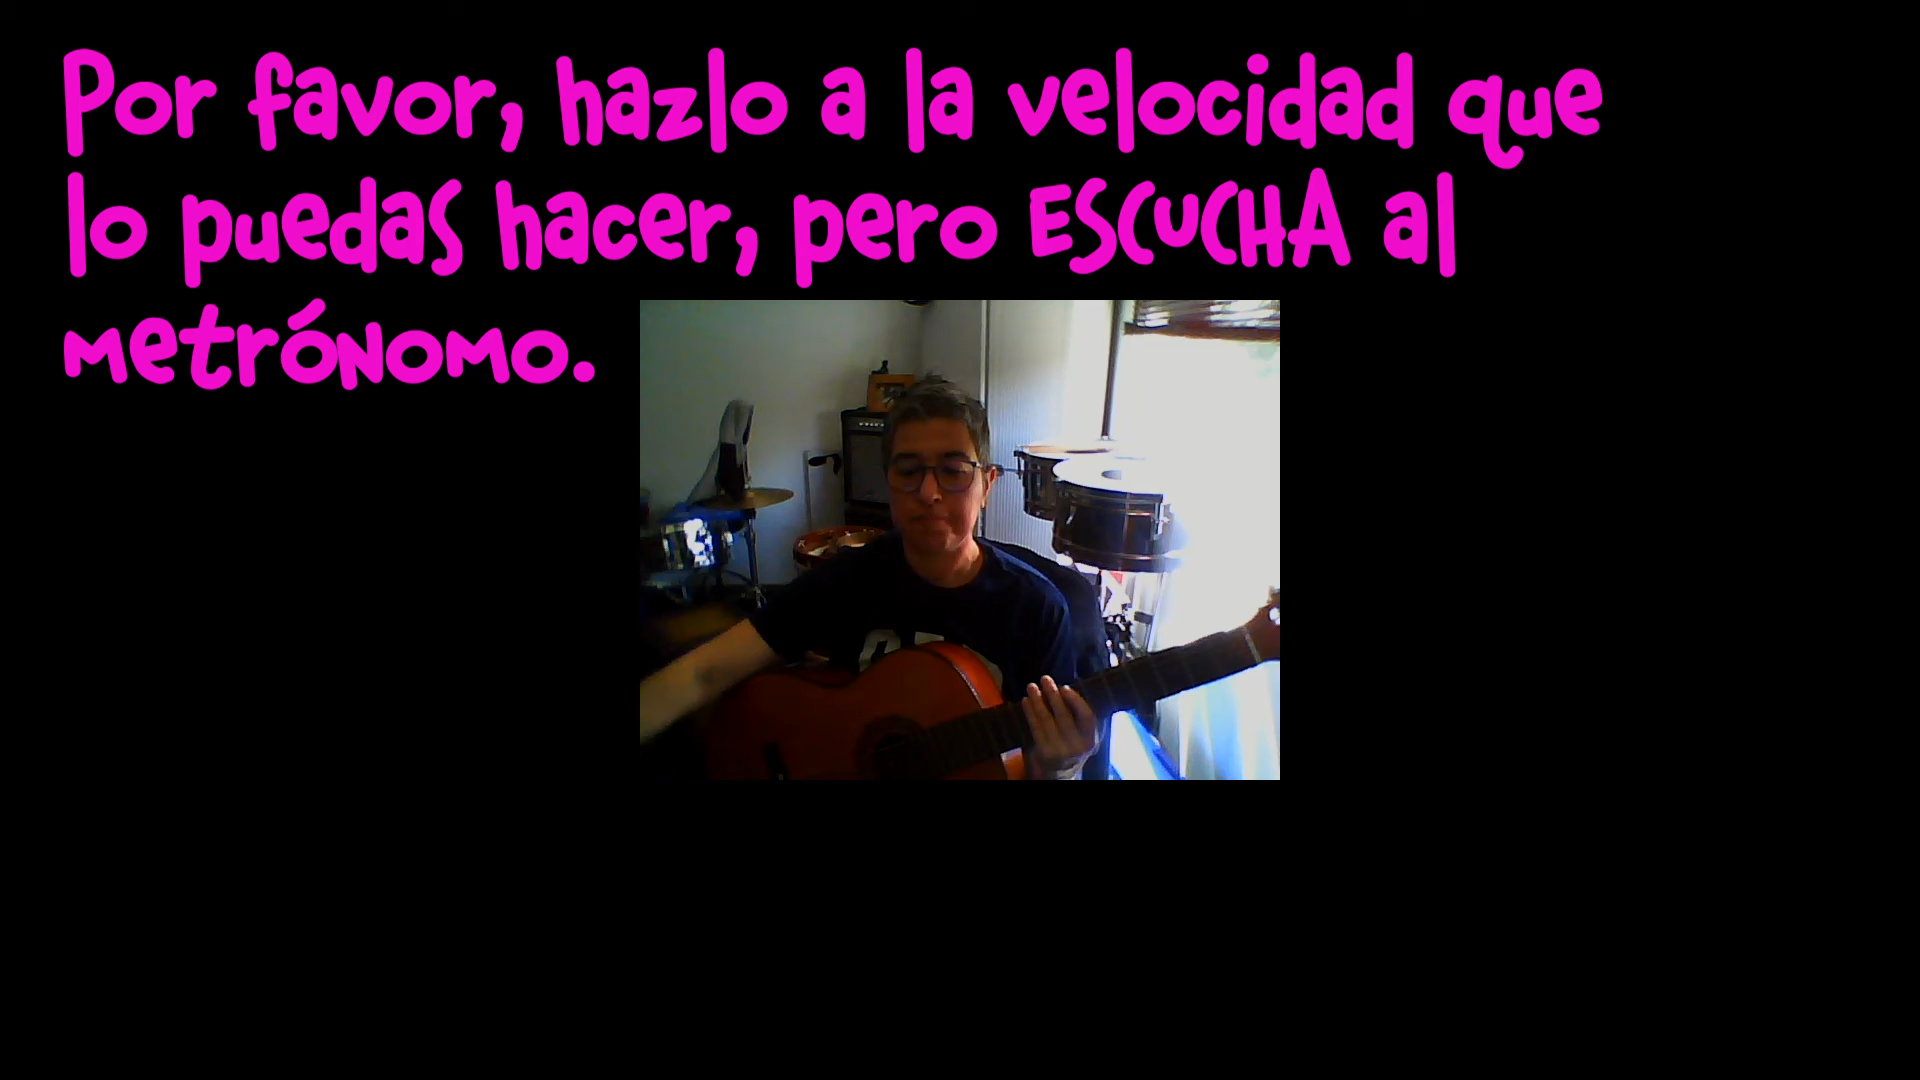 Por favor, hazlo a la velocidad que
lo puedas hacer, pero ESCUCHA al
metrónomo.